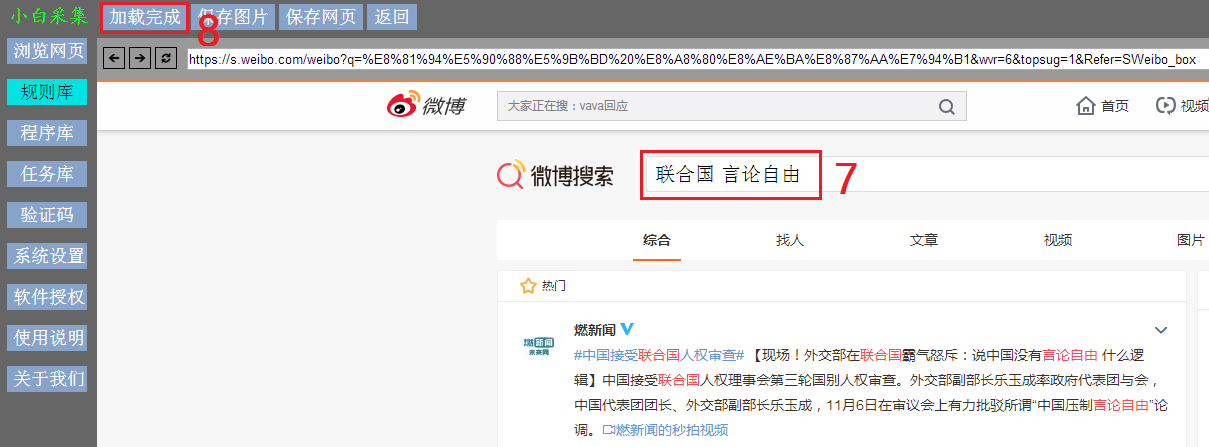 小白采集 加载完成 保存图片 保存网页 返回
8
浏览网页
https://s.weibo.com/weibo?q=%E8%81%94%E5%90%88%E5%9B%BD%20%E8%A8%80%E8%AE%BA%E8%87%AA%E7%94%B1&wvr=6&topsug=1&Refer=SWeibo_box
规则库
微博 大家正在搜：vava回应 首页 视频
程序库
任务库
微博搜索 联合国 言论自由 7
验证码
系统设置
综合 找人 文章 视频 图片
软件授权
热门
使用说明
燃新闻
关于我们
燃新闻
未来网
#中国接受联合国人权审查# 【现场！外交部在联合国霸气怒斥：说中国没有言论自由 什么逻
辑】中国接受联合国人权理事会第三轮国别人权审查。外交部副部长乐玉成率政府代表团与会，
中国代表团团长、外交部副部长乐玉成，11月6日在审议会上有力批驳所谓“中国压制言论自由”论
调。燃新闻的秒拍视频